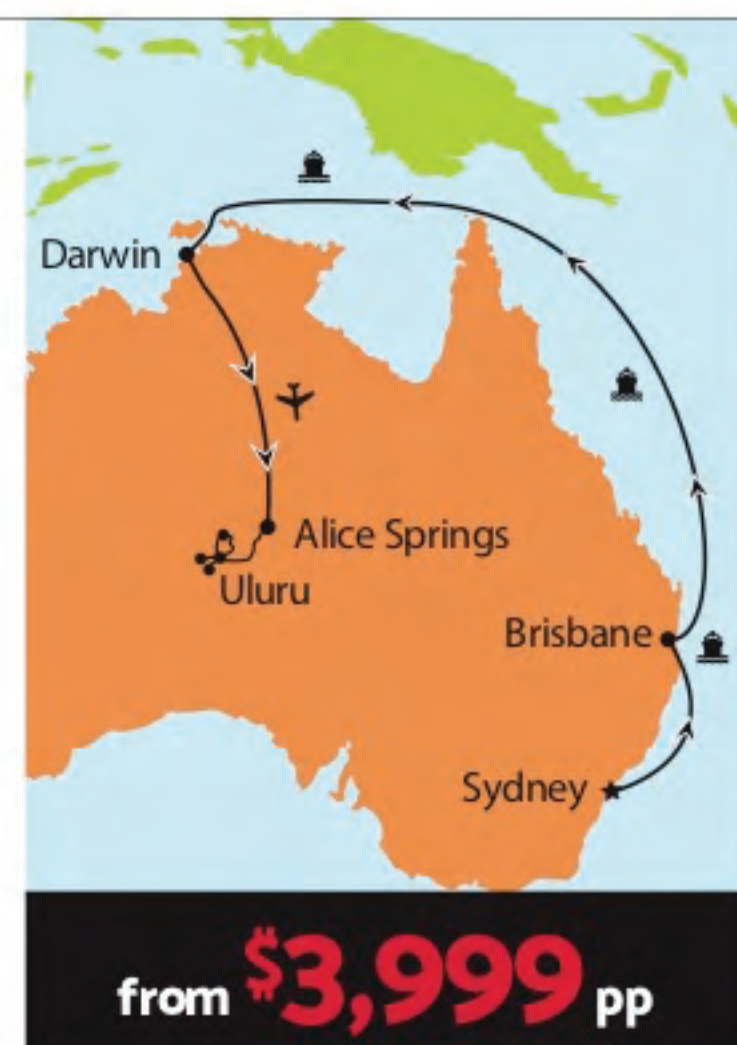 Darwin
Alice Springs
Uluru
Brisbane
Sydney
from $3,999 pp